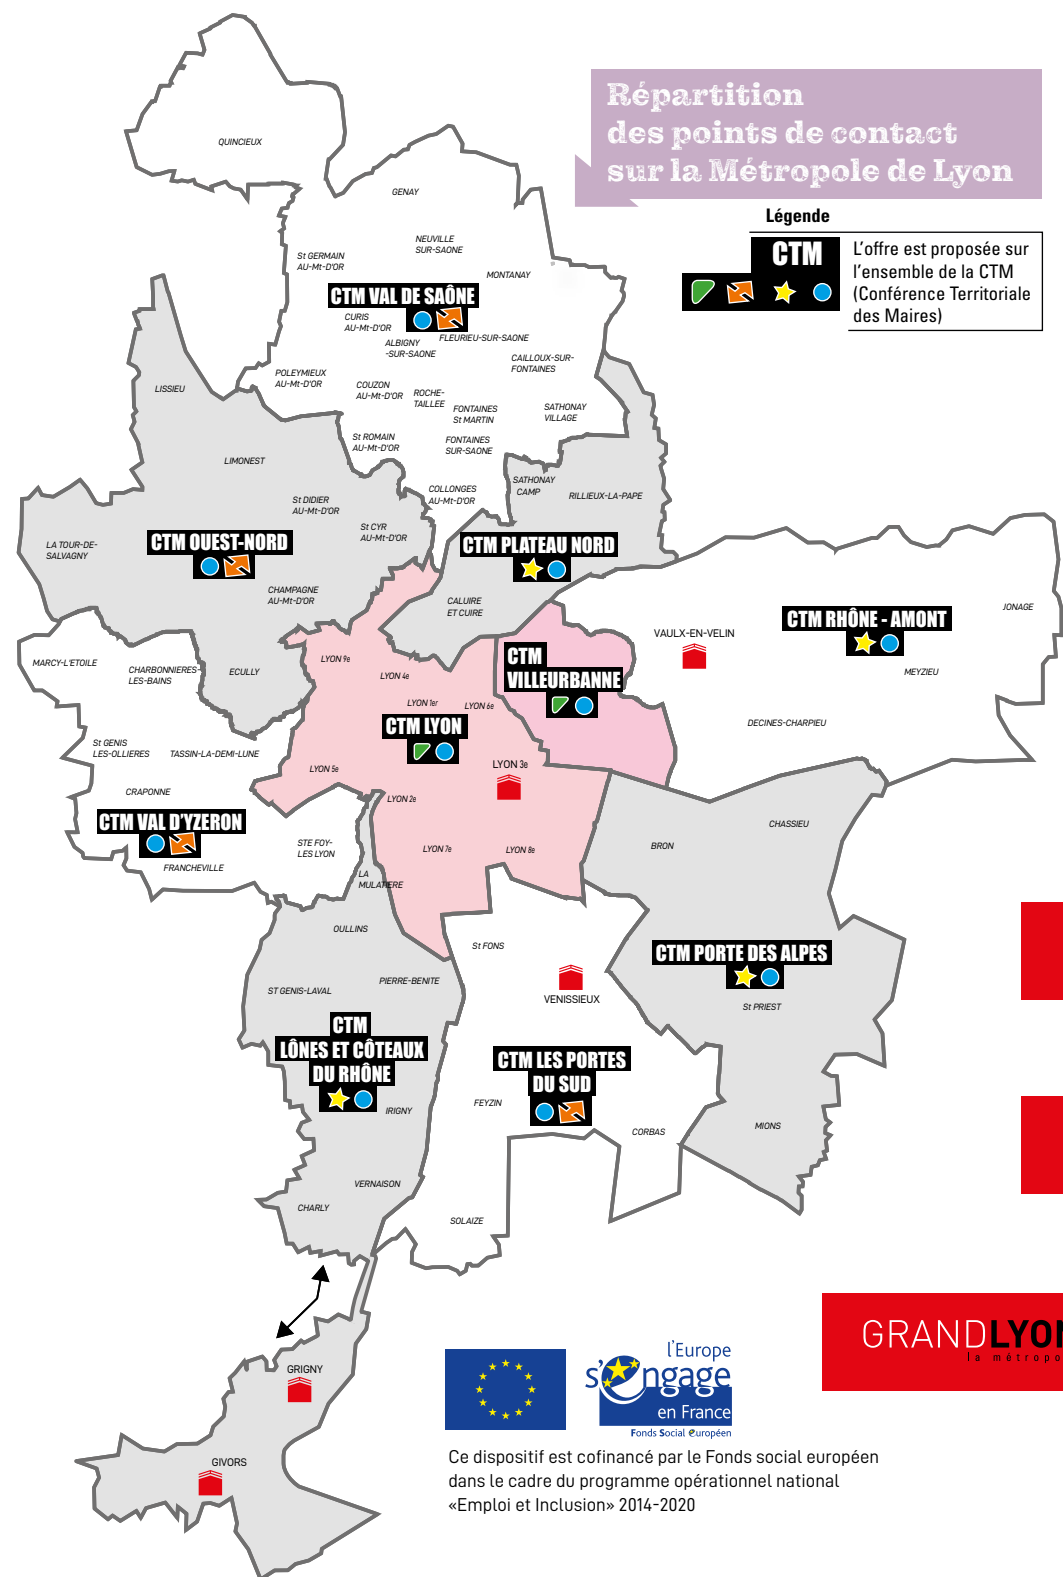 Répartition
des points de contact
sur la Métropole de Lyon
Légende
CTM
L'offre est proposée sur
l'ensemble de la CTM
(Conférence Territoriale
des Maires)
QUINCIEUX
GENAY
NEUVILLE
SUR-SAONE
St GERMAIN
AU-Mt-D'OR
MONTANAY
CTM VAL DE SAÔNE
CURIS
AU-Mt-D'OR
FLEURIEU-SUR-SAONE
ALBIGNY
-SUR-SAONE
CAILLOUX-SUR-
FONTAINES
POLEYMIEUX
AU-Mt-D'OR
COUZON
AU-Mt-D'OR
ROCHE-
TAILLEE
FONTAINES
St MARTIN
SATHONAY
VILLAGE
St ROMAIN
AU-Mt-D'OR
FONTAINES
SUR-SAONE
COLLONGES
AU-Mt-D'OR
LISSIEU
LIMONEST
St DIDIER
AU-Mt-D'OR
St CYR
AU-Mt-D'OR
LA TOUR-DE-
SALVAGNY
CTM OUEST-NORD
CHAMPAGNE
AU-Mt-D'OR
ECULLY
SATHONAY
CAMP
RILLIEUX-LA-PAPE
CTM PLATEAU NORD
CALUIRE
ET CUIRE
JONAGE
CTM RHÔNE - AMONT
VAULX-EN-VELIN
MEYZIEU
DECINES-CHARPIEU
CTM
VILLEURBANNE
LYON 9e
LYON 4e
LYON 1er
LYON 6e
CTM LYON
LYON 3e
LYON 5e
LYON 2e
LYON 7e
LYON 8e
MARCY-L'ETOILE
CHARBONNIERES-
LES-BAINS
St GENIS
LES-OLLIERES
TASSIN-LA-DEMI-LUNE
CRAPONNE
CTM VAL D'YZERON
FRANCHEVILLE
STE FOY-
LES LYON
LA
MULATIERE
OULLINS
PIERRE-BENITE
ST GENIS-LAVAL
CTM
LÔNES ET CÔTEAUX
DU RHÔNE
IRIGNY
VERNAISON
CHARLY
CHASSIEU
BRON
CTM PORTE DES ALPES
St PRIEST
MIONS
St FONS
VENISSIEUX
CTM LES PORTES
DU SUD
FEYZIN
CORBAS
SOLAIZE
GRIGNY
GIVORS
GRANDLYON
la métropo
l'Europe
s'engage
en France
Fonds Social européen
Ce dispositif est cofinancé par le Fonds social européen
dans le cadre du programme opérationnel national
«Emploi et Inclusion» 2014-2020